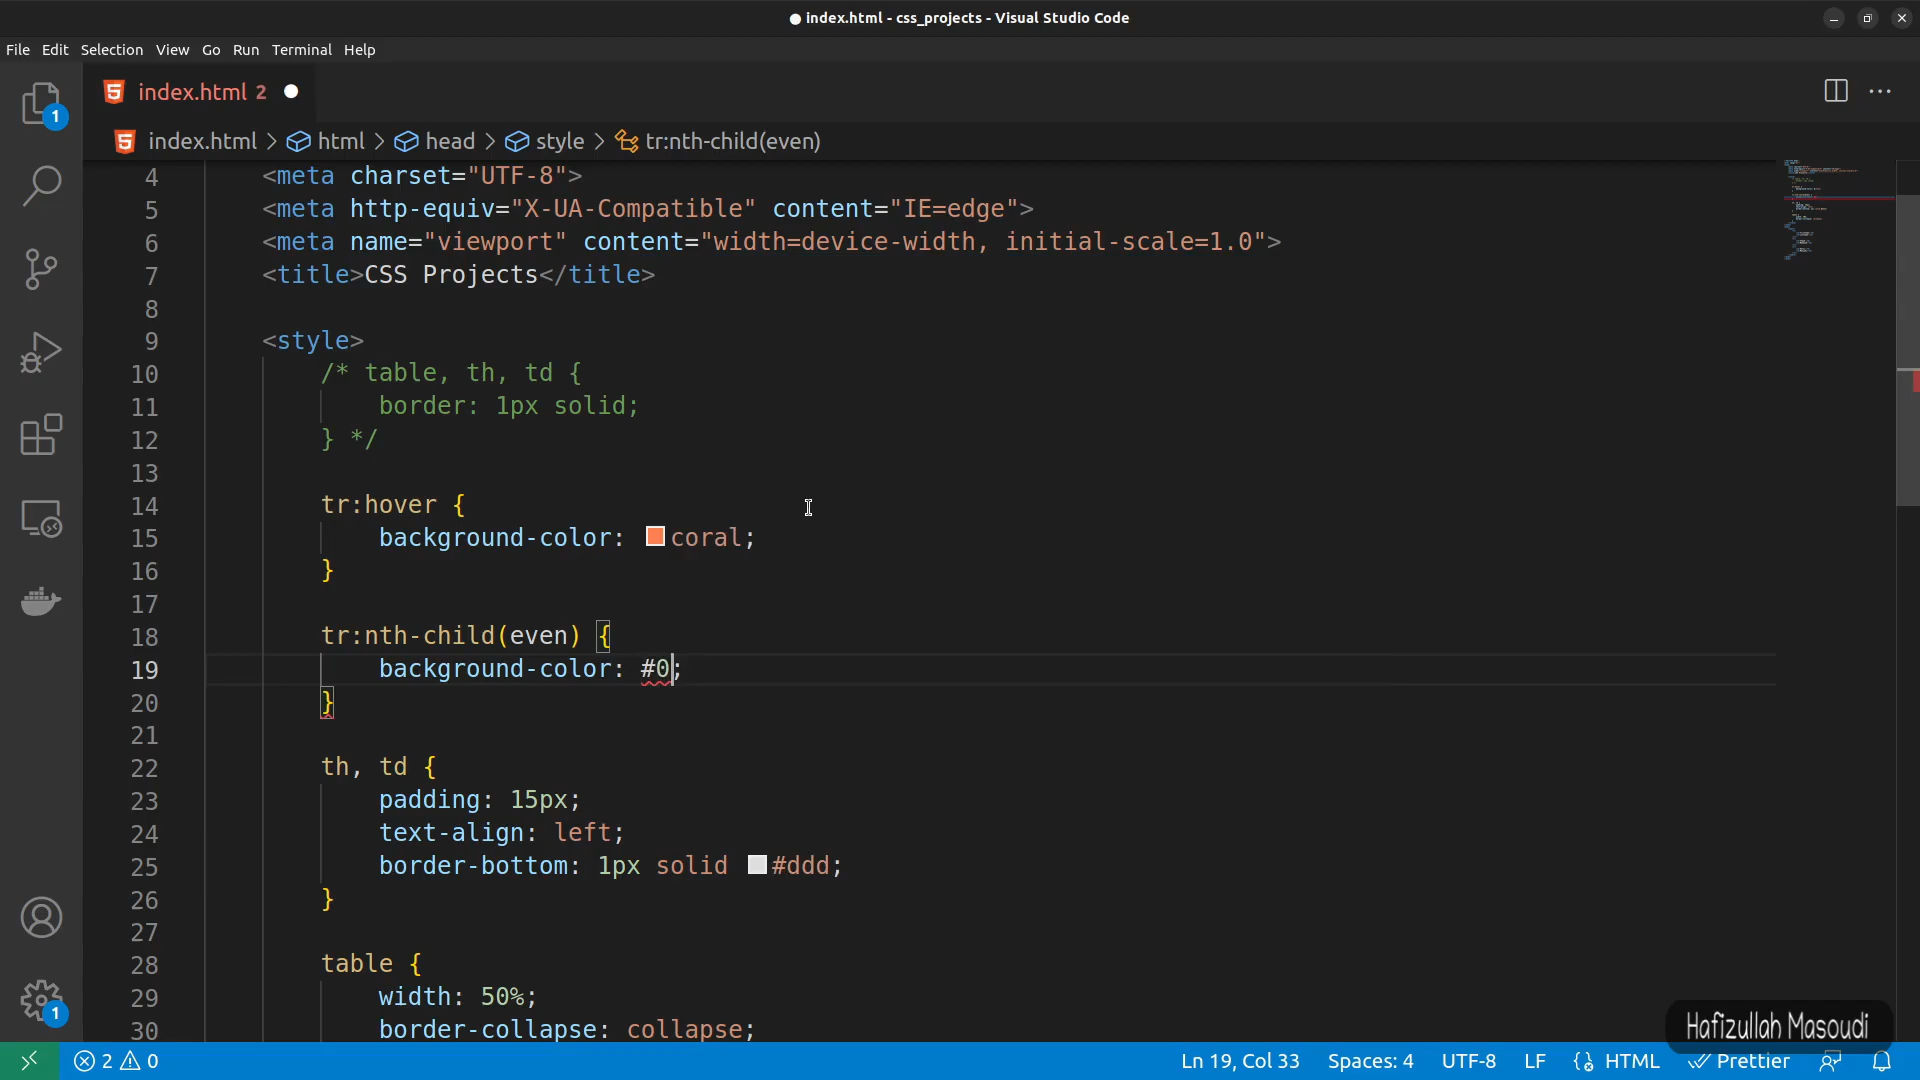 ● index.html - css_projects - Visual Studio Code
File Edit Selection View Go Run Terminal Help
1
index.html 2
index.html > html > head > style > tr:nth-child(even)
4 <meta charset="UTF-8">
5 <meta http-equiv="X-UA-Compatible" content="IE=edge">
6 <meta name="viewport" content="width=device-width, initial-scale=1.0">
7 <title>CSS Projects</title>
8
9 <style>
10 /* table, th, td {
11 border: 1px solid;
12 } */
13
14 tr:hover {
15 background-color: coral;
16 }
17
18 tr:nth-child(even) {
19 background-color: #0;
20 }
21
22 th, td {
23 padding: 15px;
24 text-align: left;
25 border-bottom: 1px solid #ddd;
26 }
27
28 table {
29 width: 50%;
30 border-collapse: collapse;
1
Hafizullah Masoudi
2 0 Ln 19, Col 33 Spaces: 4 UTF-8 LF HTML Prettier